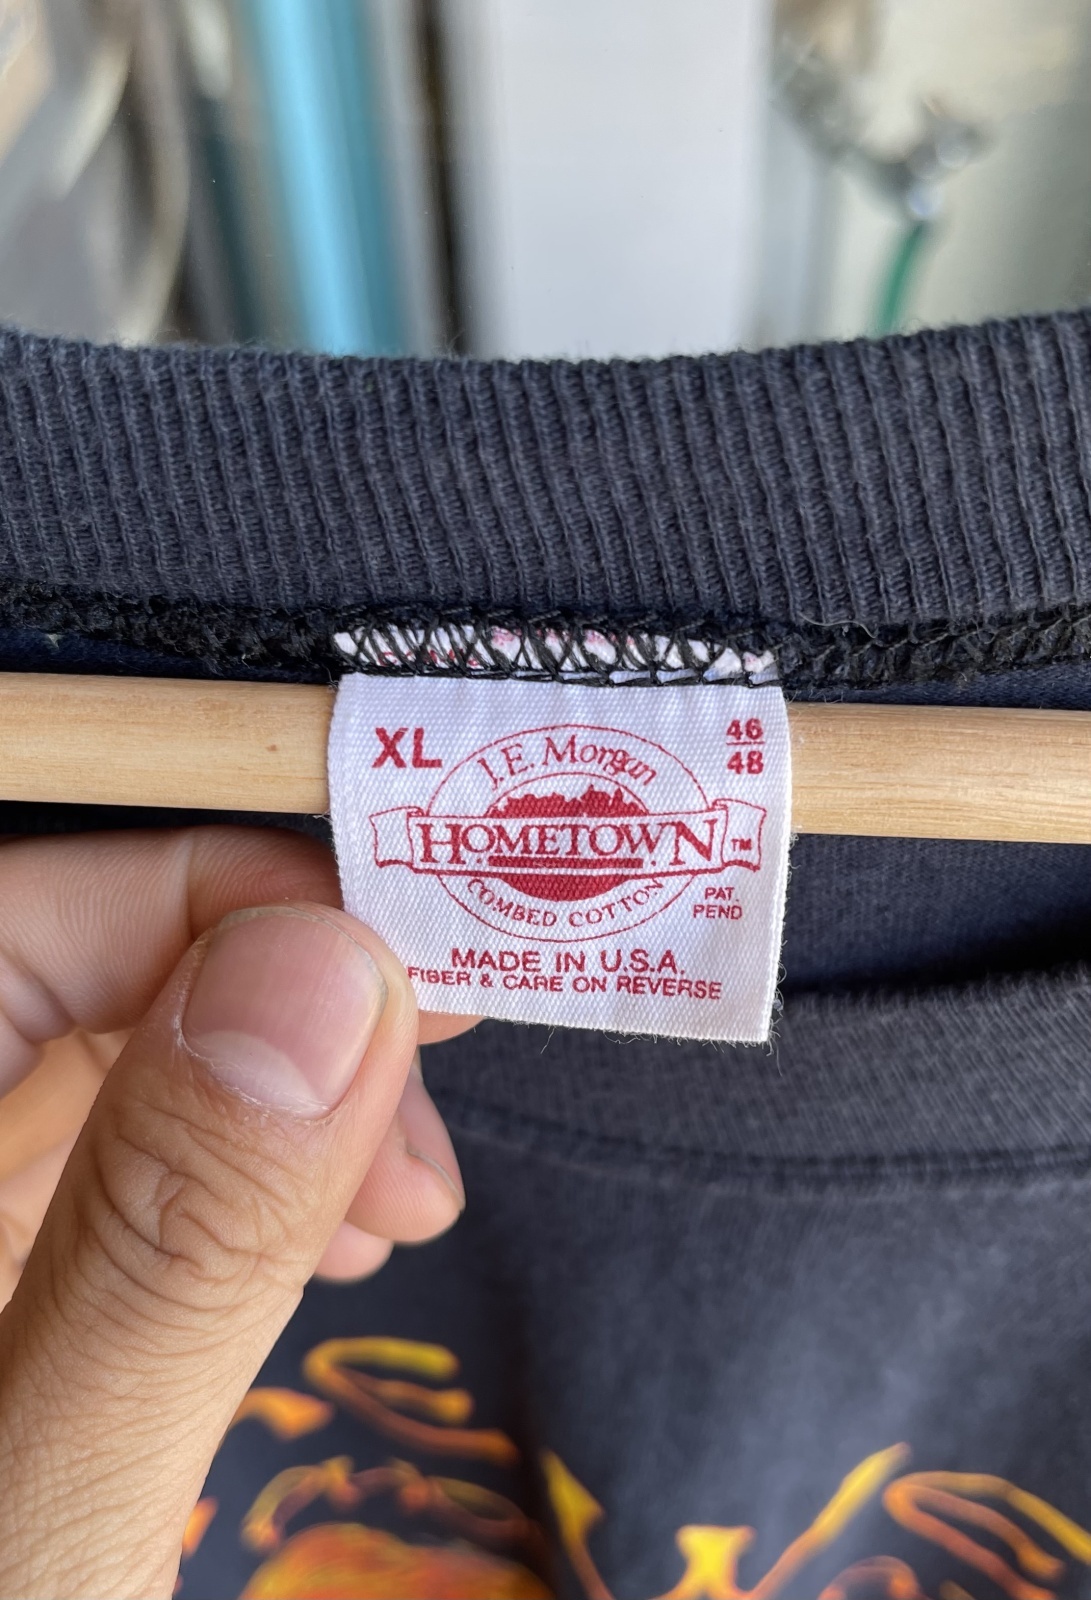 XL
46
48
J.E. Morgan
HOMETOWN TM
COMBED COTTON
PAT.
PEND
MADE IN U.S.A.
FIBER & CARE ON REVERSE